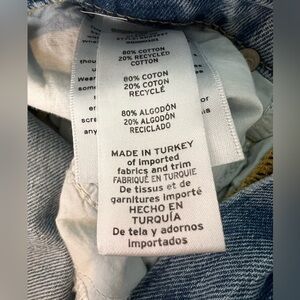 80% COTTON
20% RECYCLED
COTTON
80% COTON
20% COTON
RECYCLÉ
80% ALGODÓN
20% ALGODÓN
RECICLADO
MADE IN TURKEY
of imported
fabrics and trim
FABRIQUÉ EN TURQUIE
De tissus et de
garnitures importé
HECHO EN
TURQUÍA
De tela y adornos
importados